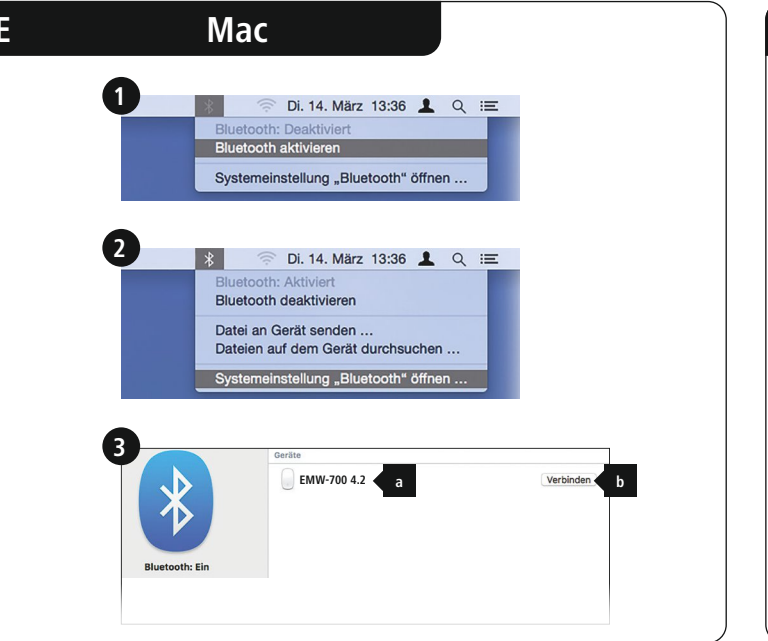 E Mac
1
Di. 14. März 13:36
Bluetooth: Deaktiviert
Bluetooth aktivieren
Systemeinstellung „Bluetooth“ öffnen ...
2
Di. 14. März 13:36
Bluetooth: Aktiviert
Bluetooth deaktivieren
Datei an Gerät senden ...
Dateien auf dem Gerät durchsuchen ...
Systemeinstellung „Bluetooth“ öffnen ...
3
Geräte
EMW-700 4.2 a Verbinden b
Bluetooth: Ein